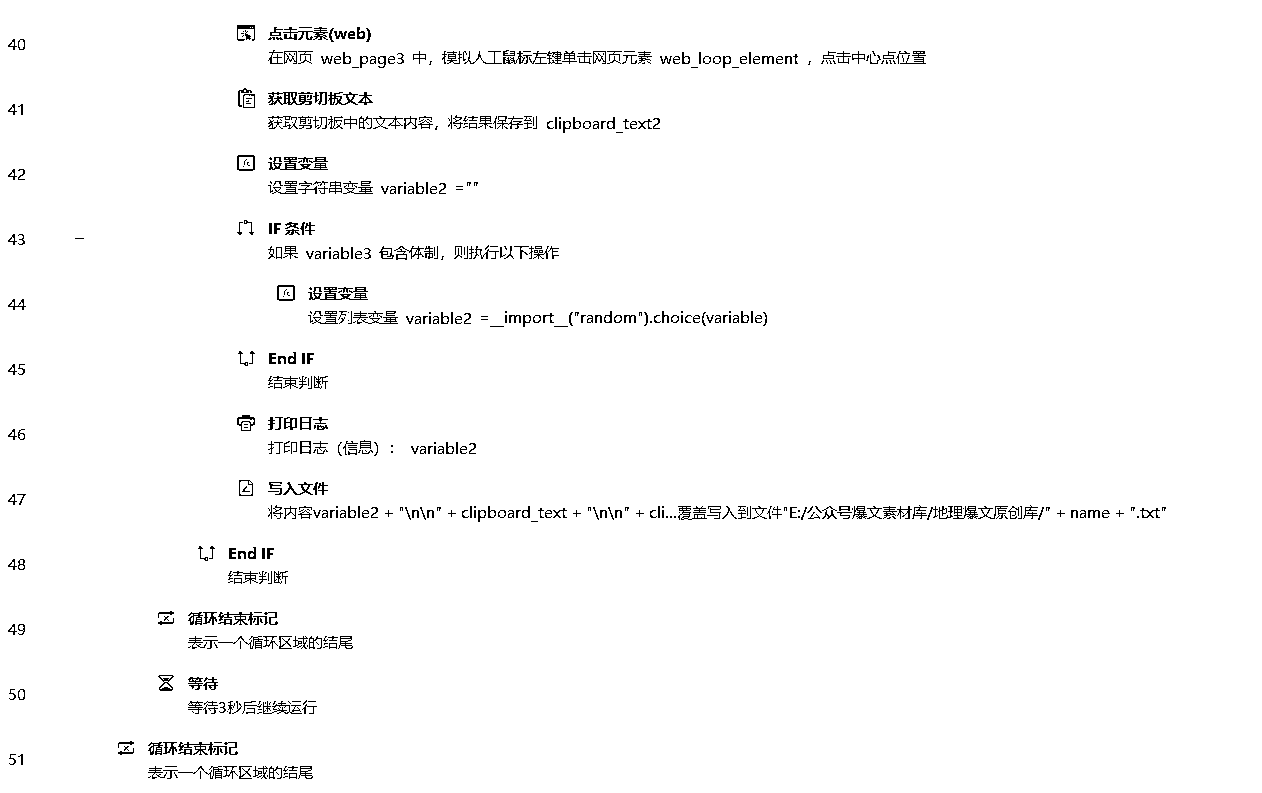 40
点击元素(web)
在网页 web_page3 中，模拟人工鼠标左键单击网页元素 web_loop_element ，点击中心点位置
41
获取剪切板文本
获取剪切板中的文本内容，将结果保存到 clipboard_text2
42
设置变量
设置字符串变量 variable2 =""
43
IF 条件
如果 variable3 包含体制，则执行以下操作
44
设置变量
设置列表变量 variable2 =__import__("random").choice(variable)
45
End IF
结束判断
46
打印日志
打印日志（信息）： variable2
47
写入文件
将内容variable2 + "\n\n" + clipboard_text + "\n\n" + cli...覆盖写入到文件"E:/公众号爆文素材库/地理爆文原创库/" + name + ".txt"
48
End IF
结束判断
49
循环结束标记
表示一个循环区域的结尾
50
等待
等待3秒后继续运行
51
循环结束标记
表示一个循环区域的结尾